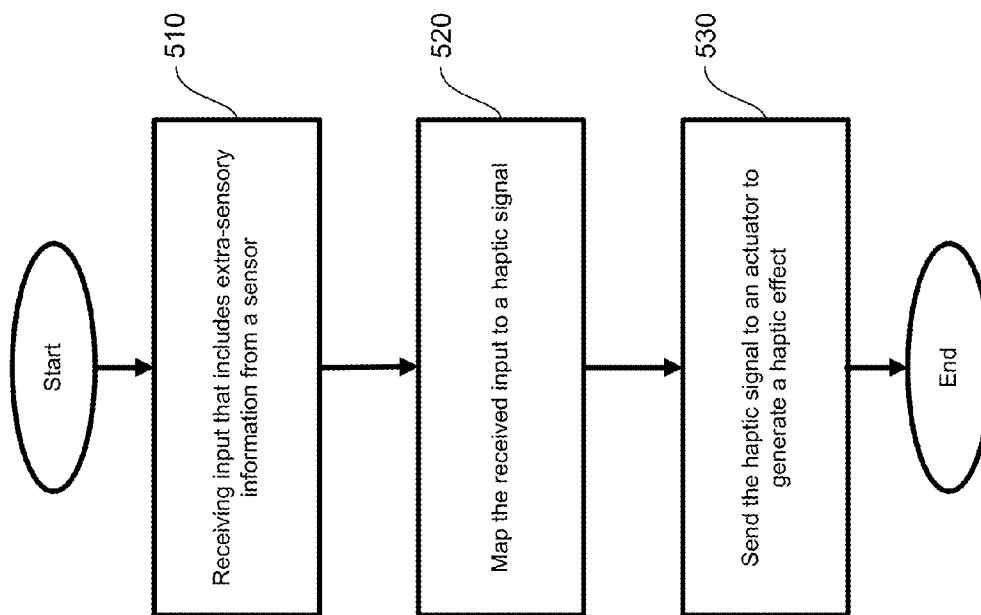 Start
510
Receiving input that includes extra-sensory
information from a sensor
520
Map the received input to a haptic signal
530
Send the haptic signal to an actuator to
generate a haptic effect
End